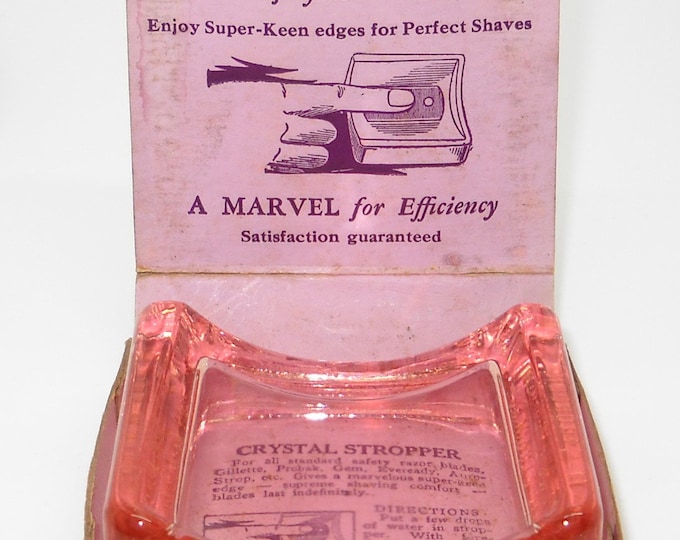 Enjoy Super-Keen edges for Perfect Shaves
A MARVEL for Efficiency
Satisfaction guaranteed
CRYSTAL STROPPER
For all standard safety razor blades,
Gillette, Probak, Gem, Eveready, Auto-
Strop, etc. Gives a marvelous super-keen
edge — supreme shaving comfort —
blades last indefinitely.
DIRECTIONS
Put a few drops
of water in strop-
per. With